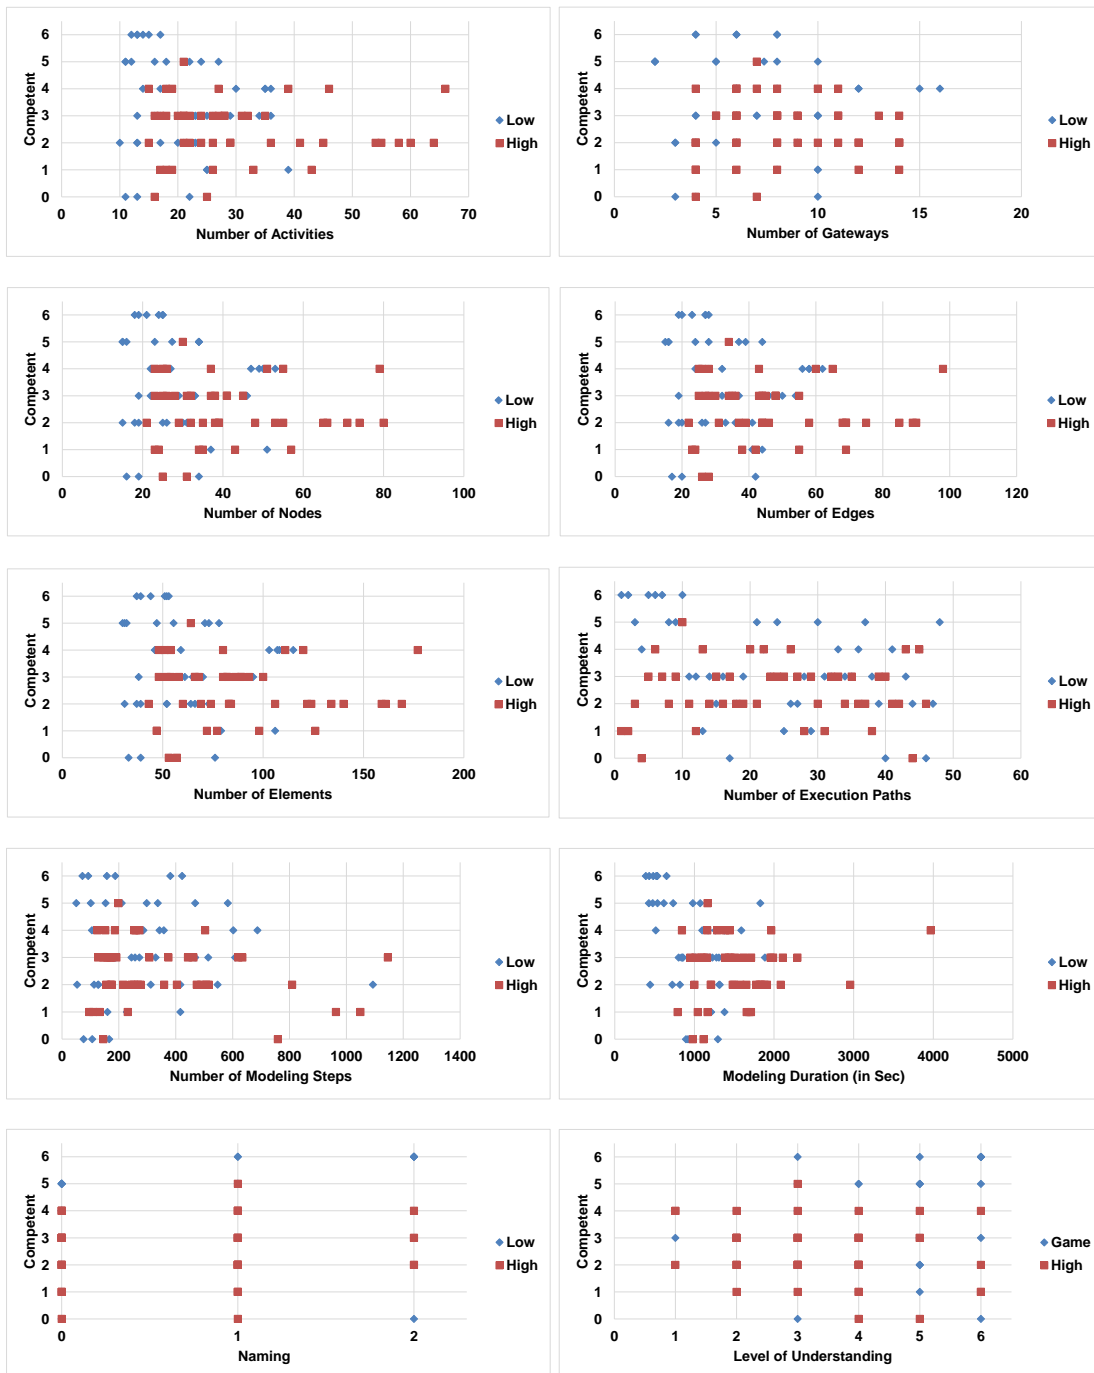 6
5
4
3
2
1
0
Competent
0 10 20 30 40 50 60 70
Number of Activities
Low
High
6
5
4
3
2
1
0
Competent
0 5 10 15 20
Number of Gateways
Low
High
6
5
4
3
2
1
0
Competent
0 20 40 60 80 100
Number of Nodes
Low
High
6
5
4
3
2
1
0
Competent
0 20 40 60 80 100 120
Number of Edges
Low
High
6
5
4
3
2
1
0
Competent
0 50 100 150 200
Number of Elements
Low
High
6
5
4
3
2
1
0
Competent
0 10 20 30 40 50 60
Number of Execution Paths
Low
High
6
5
4
3
2
1
0
Competent
0 200 400 600 800 1000 1200 1400
Number of Modeling Steps
Low
High
6
5
4
3
2
1
0
Competent
0 1000 2000 3000 4000 5000
Modeling Duration (in Sec)
Low
High
6
5
4
3
2
1
0
Competent
0 1 2
Naming
Low
High
6
5
4
3
2
1
0
Competent
0 1 2 3 4 5 6
Level of Understanding
Game
High